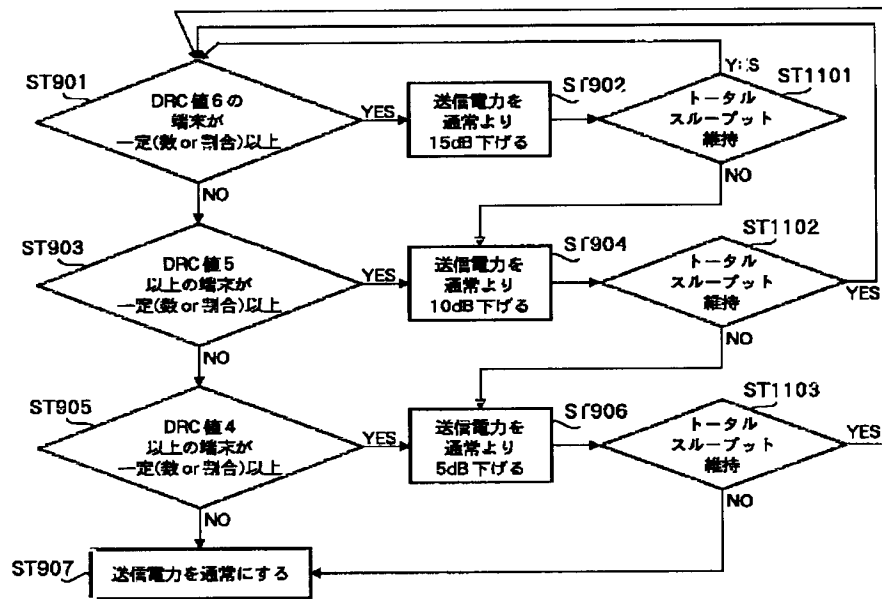 ST901
DRC値6の
端末が
一定(数or割合)以上
YES
NO
ST902
送信電力を
通常より
15dB下げる
YES
ST1101
トータル
スループット
維持
NO
ST903
DRC値5
以上の端末が
一定(数or割合)以上
YES
NO
ST904
送信電力を
通常より
10dB下げる
ST1102
トータル
スループット
維持
YES
NO
ST905
DRC値4
以上の端末が
一定(数or割合)以上
YES
NO
ST906
送信電力を
通常より
5dB下げる
ST1103
トータル
スループット
維持
YES
NO
ST907
送信電力を通常にする